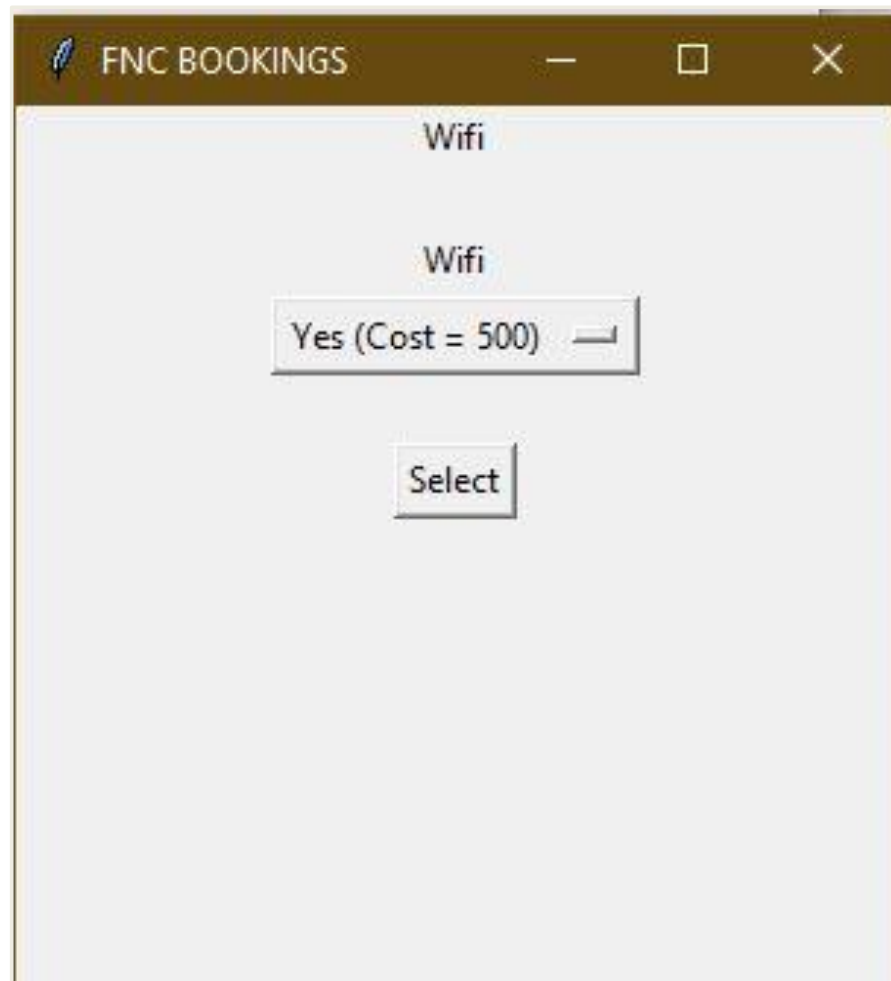 FNC BOOKINGS
Wifi
Wifi
Yes (Cost = 500)
Select